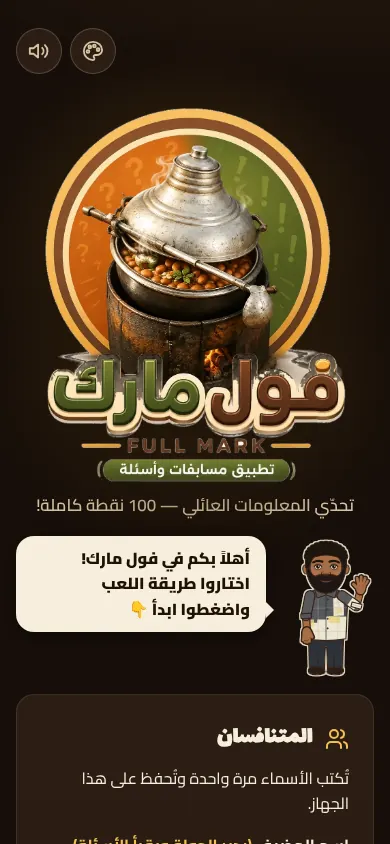 فول مارك
FULL MARK
تطبيق مسابقات وأسئلة
تحدّي المعلومات العائلي — 100 نقطة كاملة!
أهلاً بكم في فول مارك!
اختاروا طريقة اللعب
واضغطوا ابدأ 👇
المتنافسان
تُكتب الأسماء مرة واحدة وتُحفظ على هذا
الجهاز.